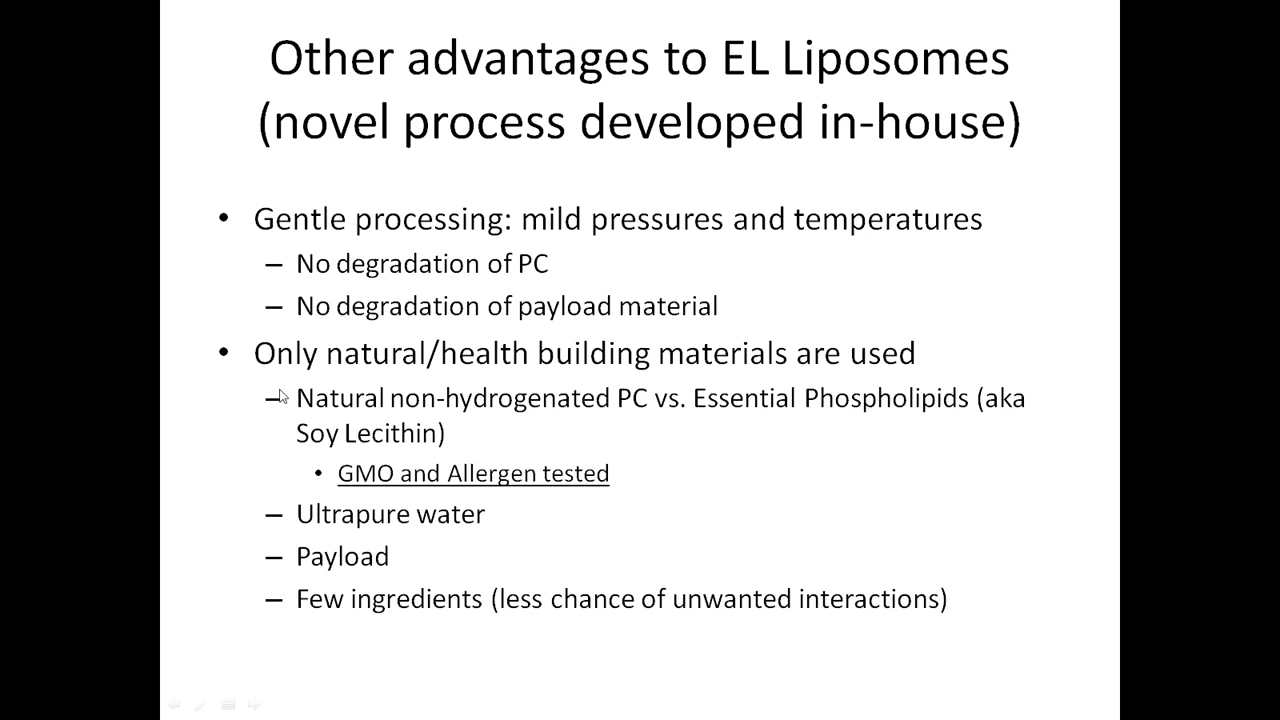 Other advantages to EL Liposomes
(novel process developed in-house)
• Gentle processing: mild pressures and temperatures
– No degradation of PC
– No degradation of payload material
• Only natural/health building materials are used
– Natural non-hydrogenated PC vs. Essential Phospholipids (aka
Soy Lecithin)
• GMO and Allergen tested
– Ultrapure water
– Payload
– Few ingredients (less chance of unwanted interactions)